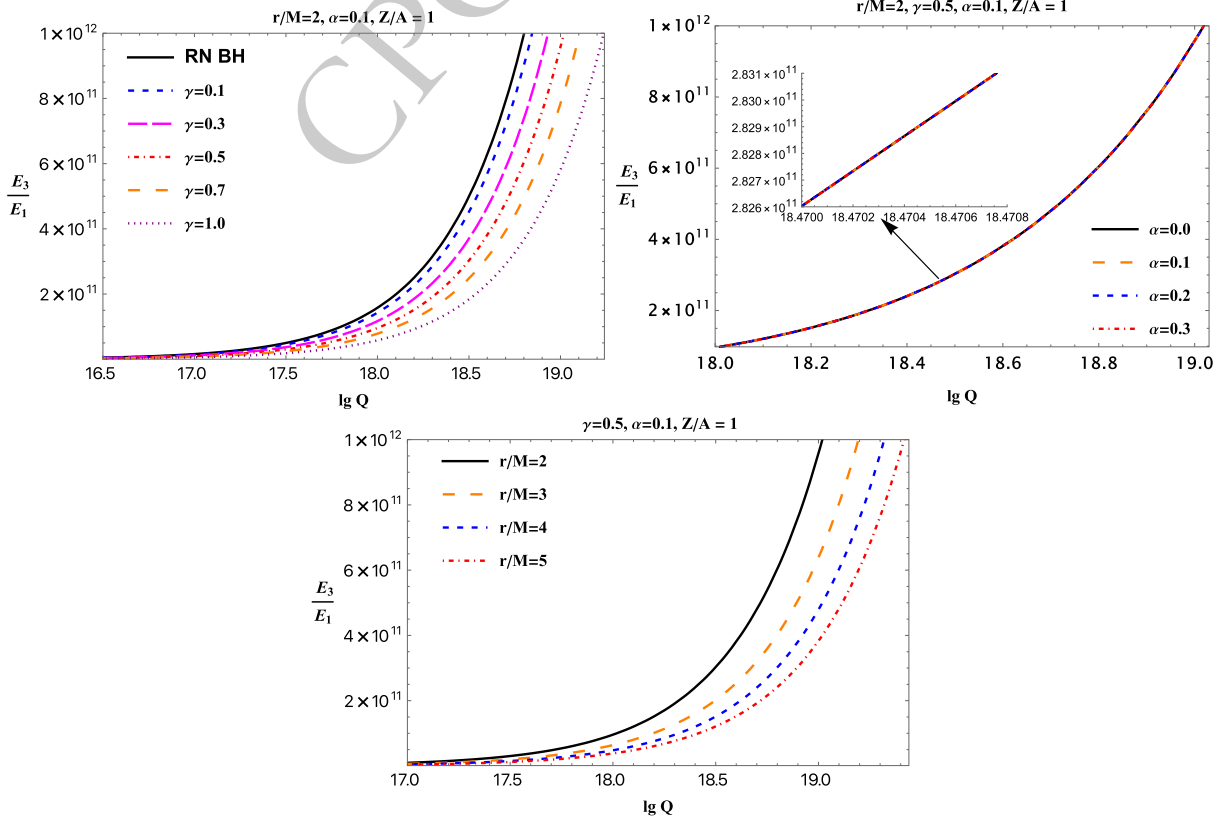 r/M=2, α=0.1, Z/A = 1
1 × 10¹²
8 × 10¹¹
6 × 10¹¹
4 × 10¹¹
2 × 10¹¹
E₃
E₁
RN BH
γ=0.1
γ=0.3
γ=0.5
γ=0.7
γ=1.0
16.5
17.0
17.5
18.0
18.5
19.0
lg Q
r/M=2, γ=0.5, α=0.1, Z/A = 1
1 × 10¹²
8 × 10¹¹
6 × 10¹¹
4 × 10¹¹
2 × 10¹¹
E₃
E₁
2.831 × 10¹¹
2.830 × 10¹¹
2.829 × 10¹¹
2.828 × 10¹¹
2.827 × 10¹¹
2.826 × 10¹¹
18.4700
18.4702
18.4704
18.4706
18.4708
α=0.0
α=0.1
α=0.2
α=0.3
18.0
18.2
18.4
18.6
18.8
19.0
lg Q
γ=0.5, α=0.1, Z/A = 1
1 × 10¹²
8 × 10¹¹
6 × 10¹¹
4 × 10¹¹
2 × 10¹¹
E₃
E₁
r/M=2
r/M=3
r/M=4
r/M=5
17.0
17.5
18.0
18.5
19.0
lg Q